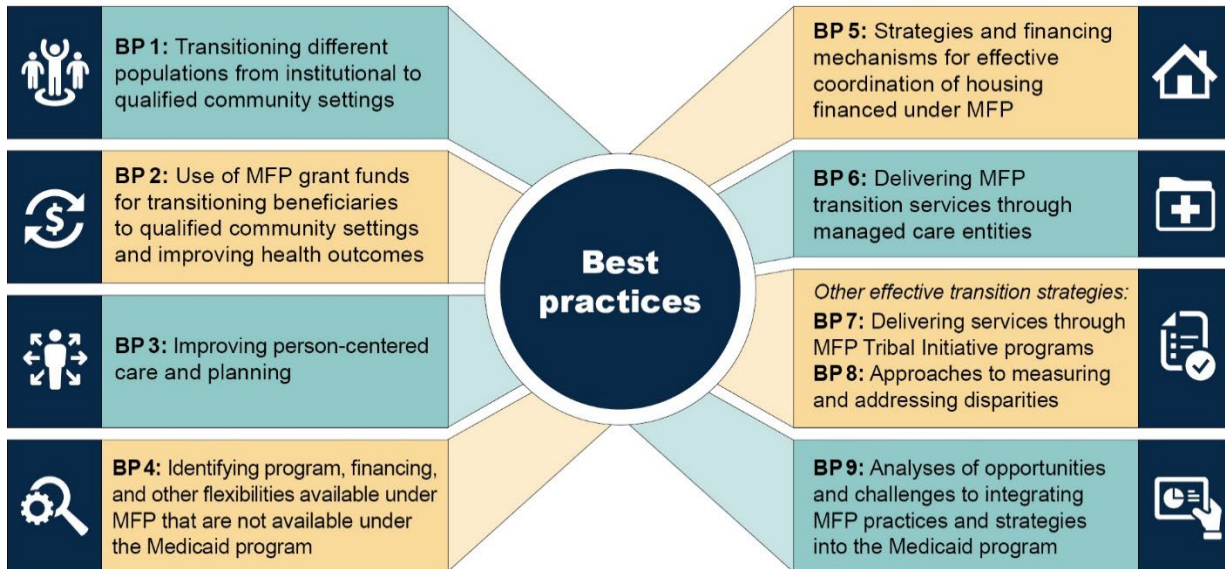 BP 1: Transitioning different
populations from institutional to
qualified community settings
BP 2: Use of MFP grant funds
for transitioning beneficiaries
to qualified community settings
and improving health outcomes
BP 3: Improving person-centered
care and planning
BP 4: Identifying program, financing,
and other flexibilities available under
MFP that are not available under
the Medicaid program
Best
practices
BP 5: Strategies and financing
mechanisms for effective
coordination of housing
financed under MFP
BP 6: Delivering MFP
transition services through
managed care entities
Other effective transition strategies:
BP 7: Delivering services through
MFP Tribal Initiative programs
BP 8: Approaches to measuring
and addressing disparities
BP 9: Analyses of opportunities
and challenges to integrating
MFP practices and strategies
into the Medicaid program